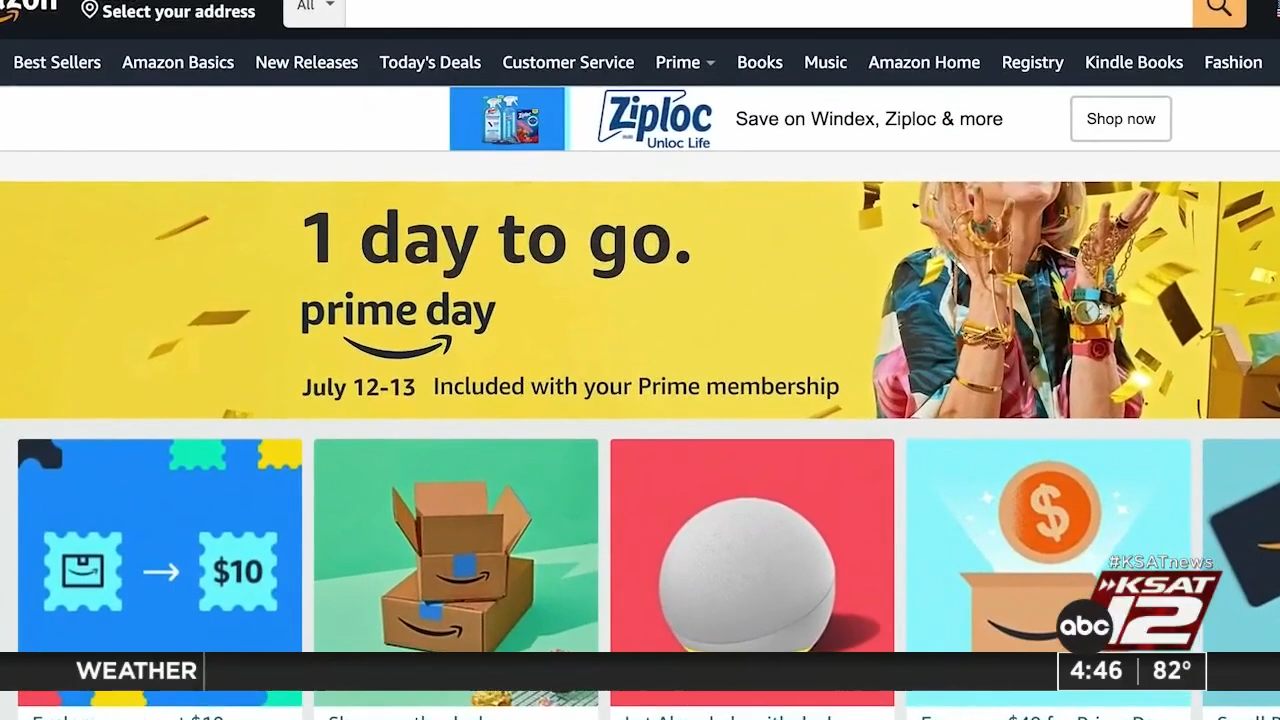 Select your address
All
Best Sellers Amazon Basics New Releases Today's Deals Customer Service Prime Books Music Amazon Home Registry Kindle Books Fashion
Ziploc
Unloc Life
Save on Windex, Ziploc & more
Shop now
1 day to go.
prime day
July 12-13 Included with your Prime membership
$10
$
#KSATnews
KSAT
abc 12
WEATHER
4:46 82°